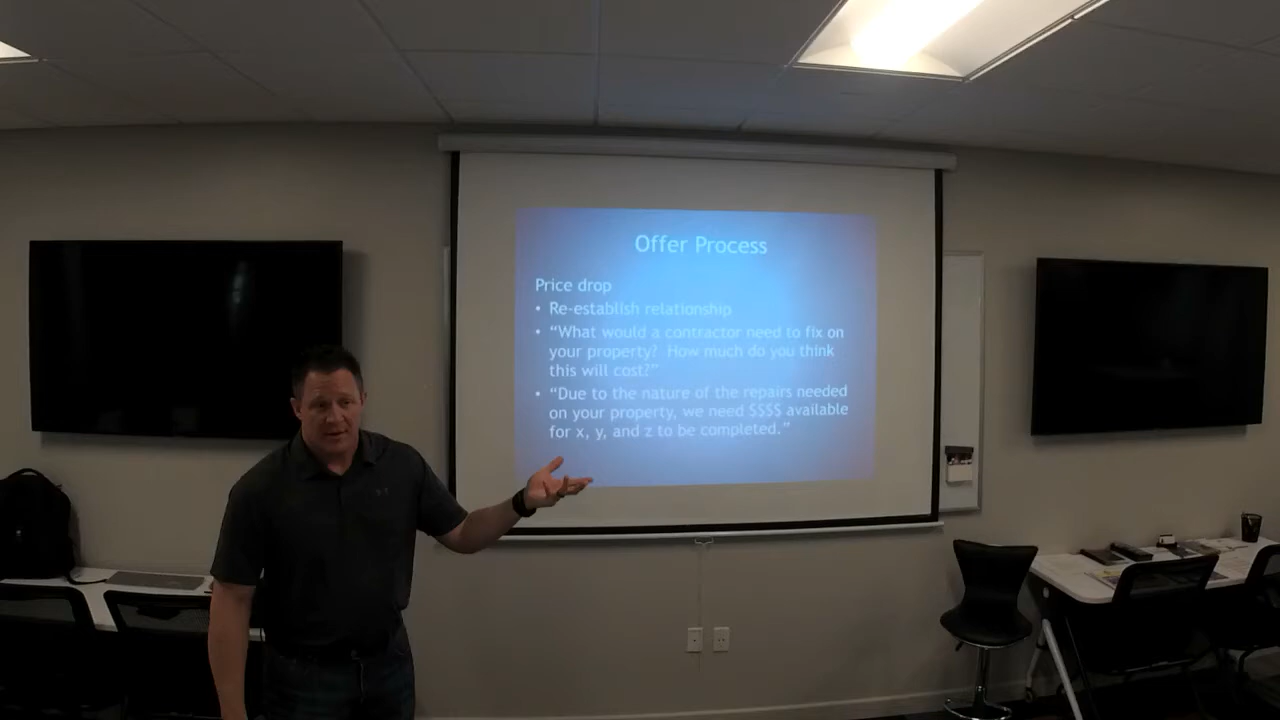 Offer Process
Price drop
• Re-establish relationship
• “What would a contractor need to fix on
your property? How much do you think
this will cost?”
• “Due to the nature of the repairs needed
on your property, we need $$$$ available
for x, y, and z to be completed.”